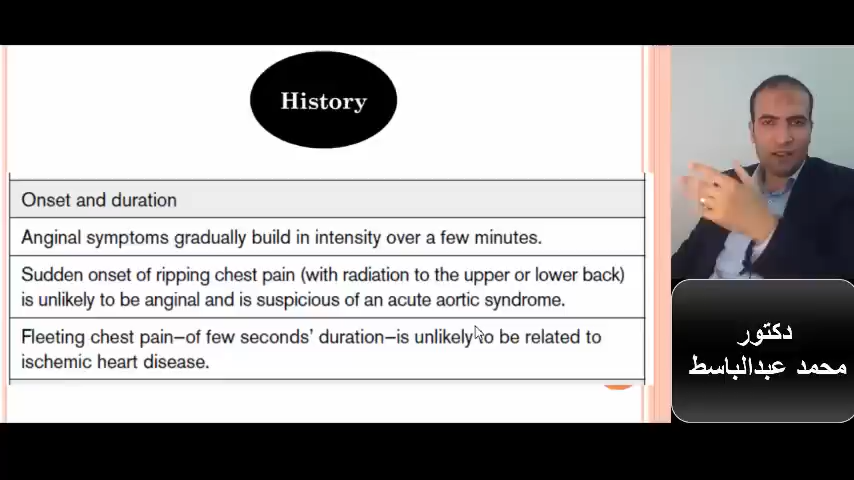 History
Onset and duration
Anginal symptoms gradually build in intensity over a few minutes.
Sudden onset of ripping chest pain (with radiation to the upper or lower back)
is unlikely to be anginal and is suspicious of an acute aortic syndrome.
Fleeting chest pain—of few seconds' duration—is unlikely to be related to
ischemic heart disease.
دكتور
محمد عبدالباسط